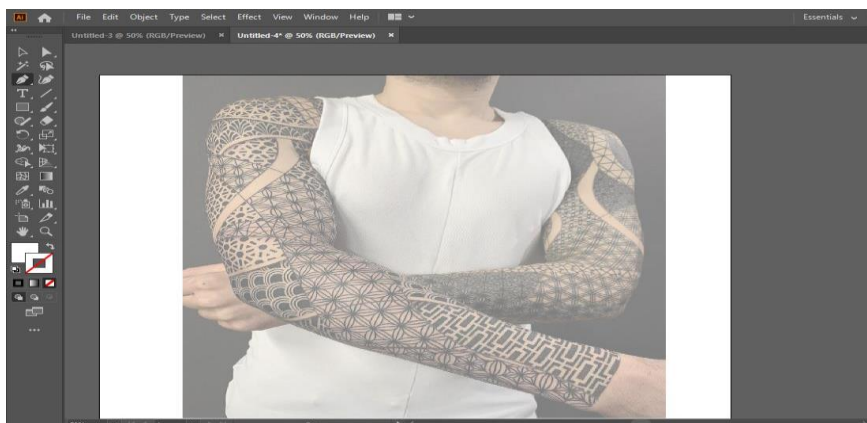 Ai File Edit Object Type Select Effect View Window Help Essentials
Untitled-3 @ 50% (RGB/Preview) × Untitled-4* @ 50% (RGB/Preview) ×